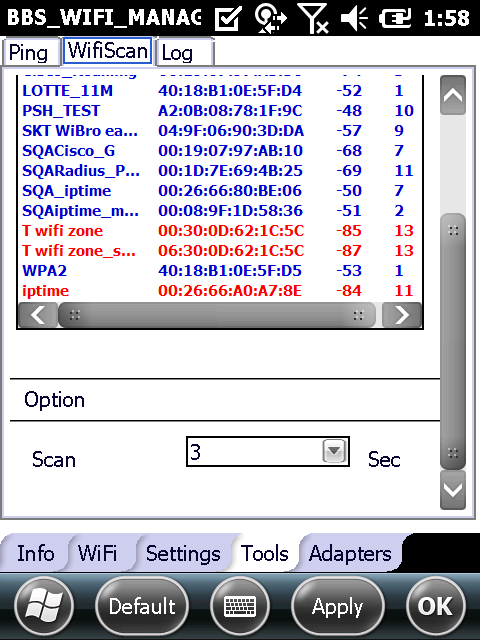 BBS_WIFI_MANAG 1:58
Ping WifiScan Log
LOTTE_11M 40:18:B1:0E:5F:D4 -52 1
PSH_TEST A2:0B:08:78:1F:9C -48 10
SKT WiBro ea... 04:9F:06:90:3D:DA -57 9
SQACisco_G 00:19:07:97:AB:10 -68 7
SQARadius_P... 00:1D:7E:69:4B:25 -69 11
SQA_iptime 00:26:66:80:BE:06 -50 7
SQAiptime_m... 00:08:9F:1D:58:36 -51 2
T wifi zone 00:30:0D:62:1C:5C -85 13
T wifi zone_s... 06:30:0D:62:1C:5C -87 13
WPA2 40:18:B1:0E:5F:D5 -53 1
iptime 00:26:66:A0:A7:8E -84 11
Option
Scan 3 Sec
Info WiFi Settings Tools Adapters
Default Apply OK